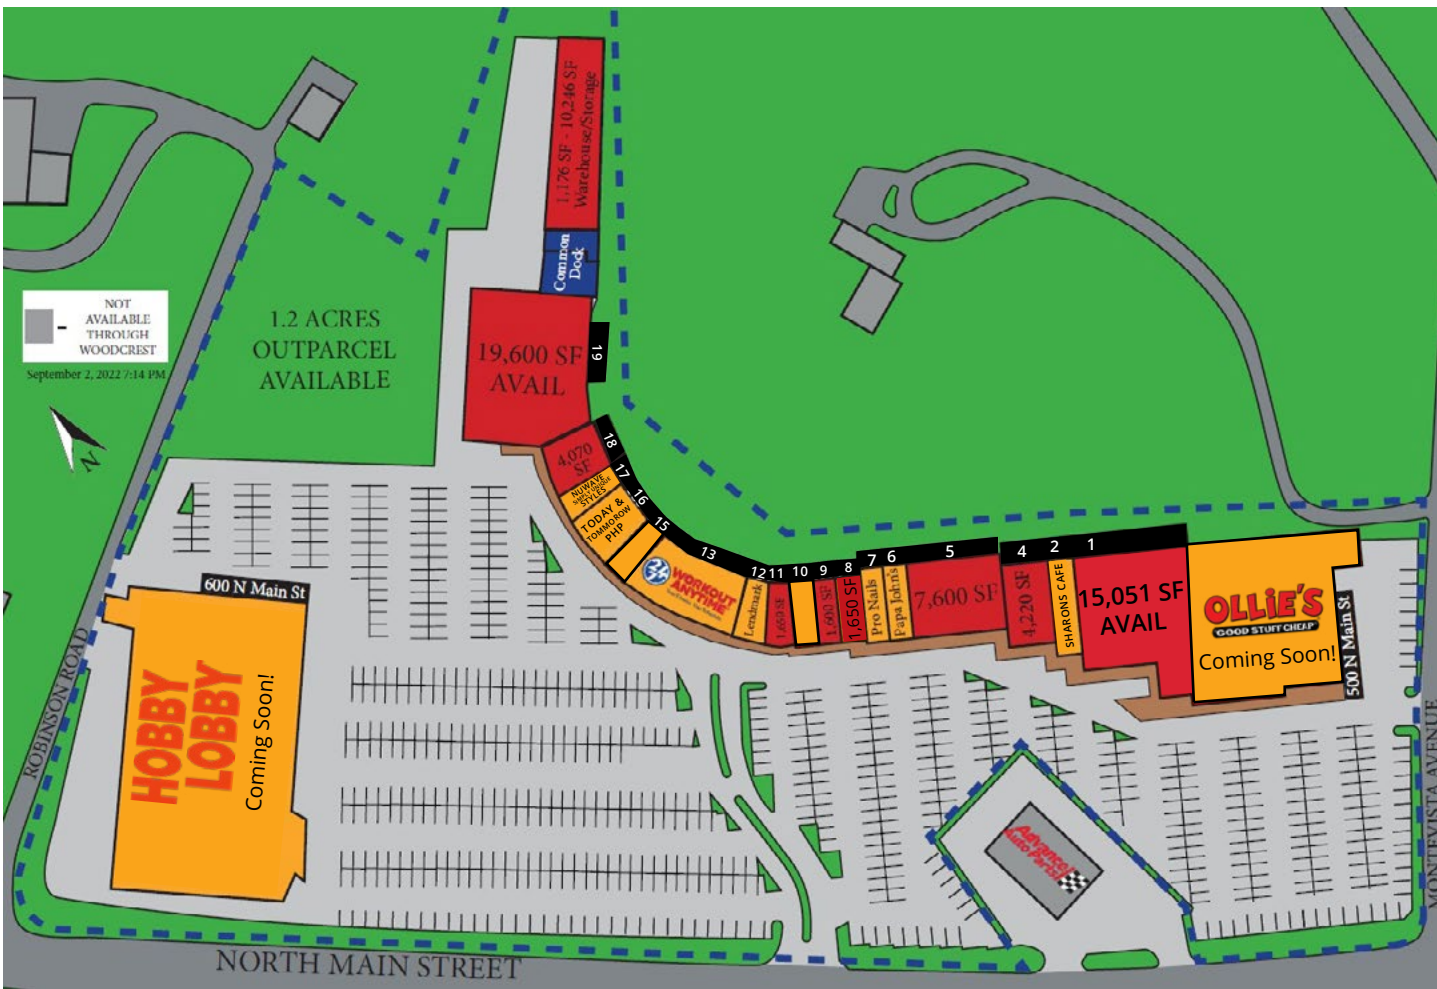 1,176 SF - 10,246 SF
Warehouse/Storage
Common
Dock
NOT
AVAILABLE
THROUGH
WOODCREST
-
September 2, 2022 7:14 PM
N
1.2 ACRES
OUTPARCEL
AVAILABLE
19,600 SF
AVAIL
19
4,070
SF
18
NUWAVE
STYLES
17
TODAY &
TOMMOROW
PHP
16
15
13
24/7
WORKOUT
ANYTIME
12
Lendmark
11
1,650 SF
10
9
1,600 SF
8
1,650 SF
7
Pro Nails
6
Papa John's
5
7,600 SF
4
4,220 SF
2
SHARONS CAFE
1
15,051 SF
AVAIL
OLLIE'S
GOOD STUFF CHEAP
Coming Soon!
500 N Main St
600 N Main St
HOBBY
LOBBY
Coming Soon!
Advance
Auto Parts
ROBINSON ROAD
NORTH MAIN STREET
MONTEVISTA AVENUE